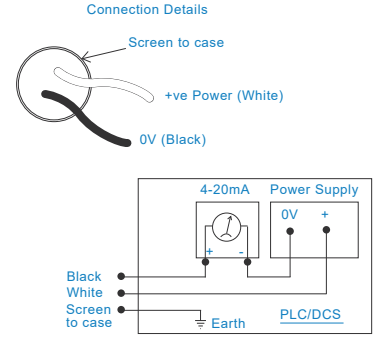 Connection Details
Screen to case
+ve Power (White)
0V (Black)
4-20mA Power Supply
0V +
+ -
Black
White
Screen
to case
Earth
PLC/DCS